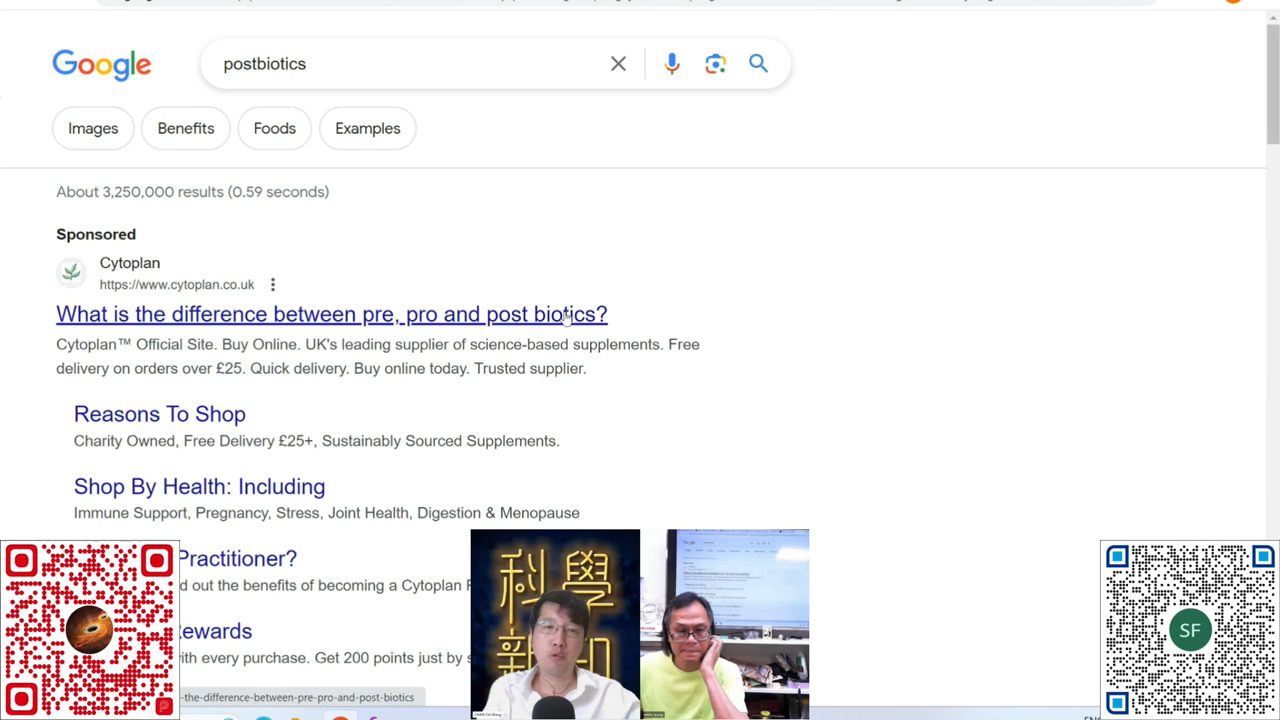 Google
postbiotics
Images
Benefits
Foods
Examples
About 3,250,000 results (0.59 seconds)
Sponsored
Cytoplan
https://www.cytoplan.co.uk
What is the difference between pre, pro and post biotics?
Cytoplan™ Official Site. Buy Online. UK's leading supplier of science-based supplements. Free
delivery on orders over £25. Quick delivery. Buy online today. Trusted supplier.
Reasons To Shop
Charity Owned, Free Delivery £25+, Sustainably Sourced Supplements.
Shop By Health: Including
Immune Support, Pregnancy, Stress, Joint Health, Digestion & Menopause
Practitioner?
d out the benefits of becoming a Cytoplan
Rewards
with every purchase. Get 200 points just by
-the-difference-between-pre-pro-and-post-biotics
科學
新知
SF